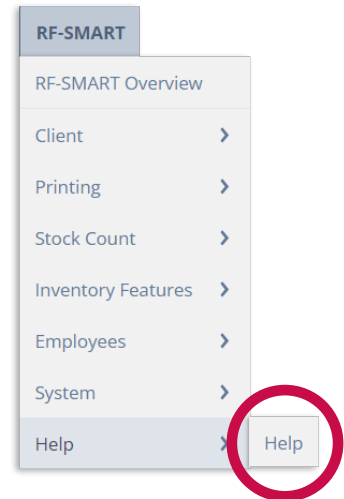 RF-SMART
RF-SMART Overview
Client
Printing
Stock Count
Inventory Features
Employees
System
Help
Help